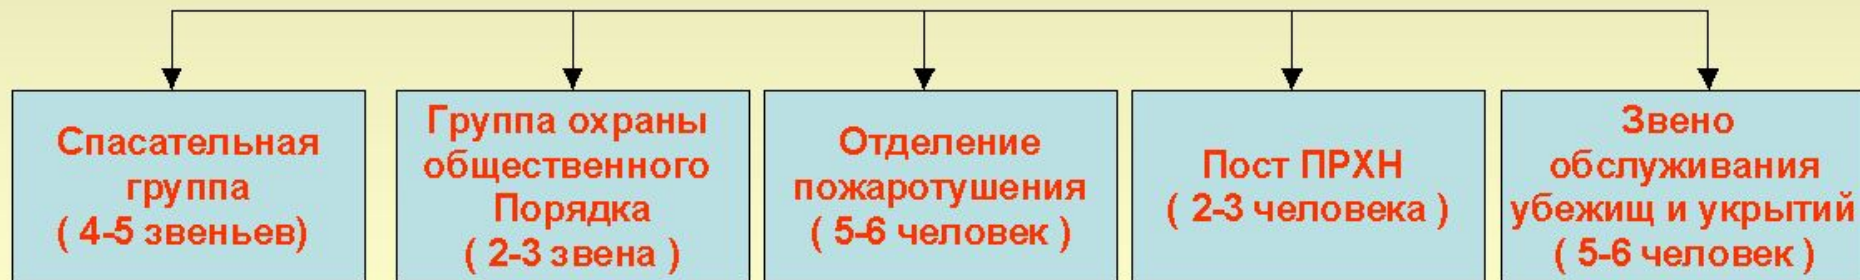 Спасательная
группа
( 4-5 звеньев)
Группа охраны
общественного
Порядка
( 2-3 звена )
Отделение
пожаротушения
( 5-6 человек )
Пост ПРХН
( 2-3 человека )
Звено
обслуживания
убежищ и укрытий
( 5-6 человек )